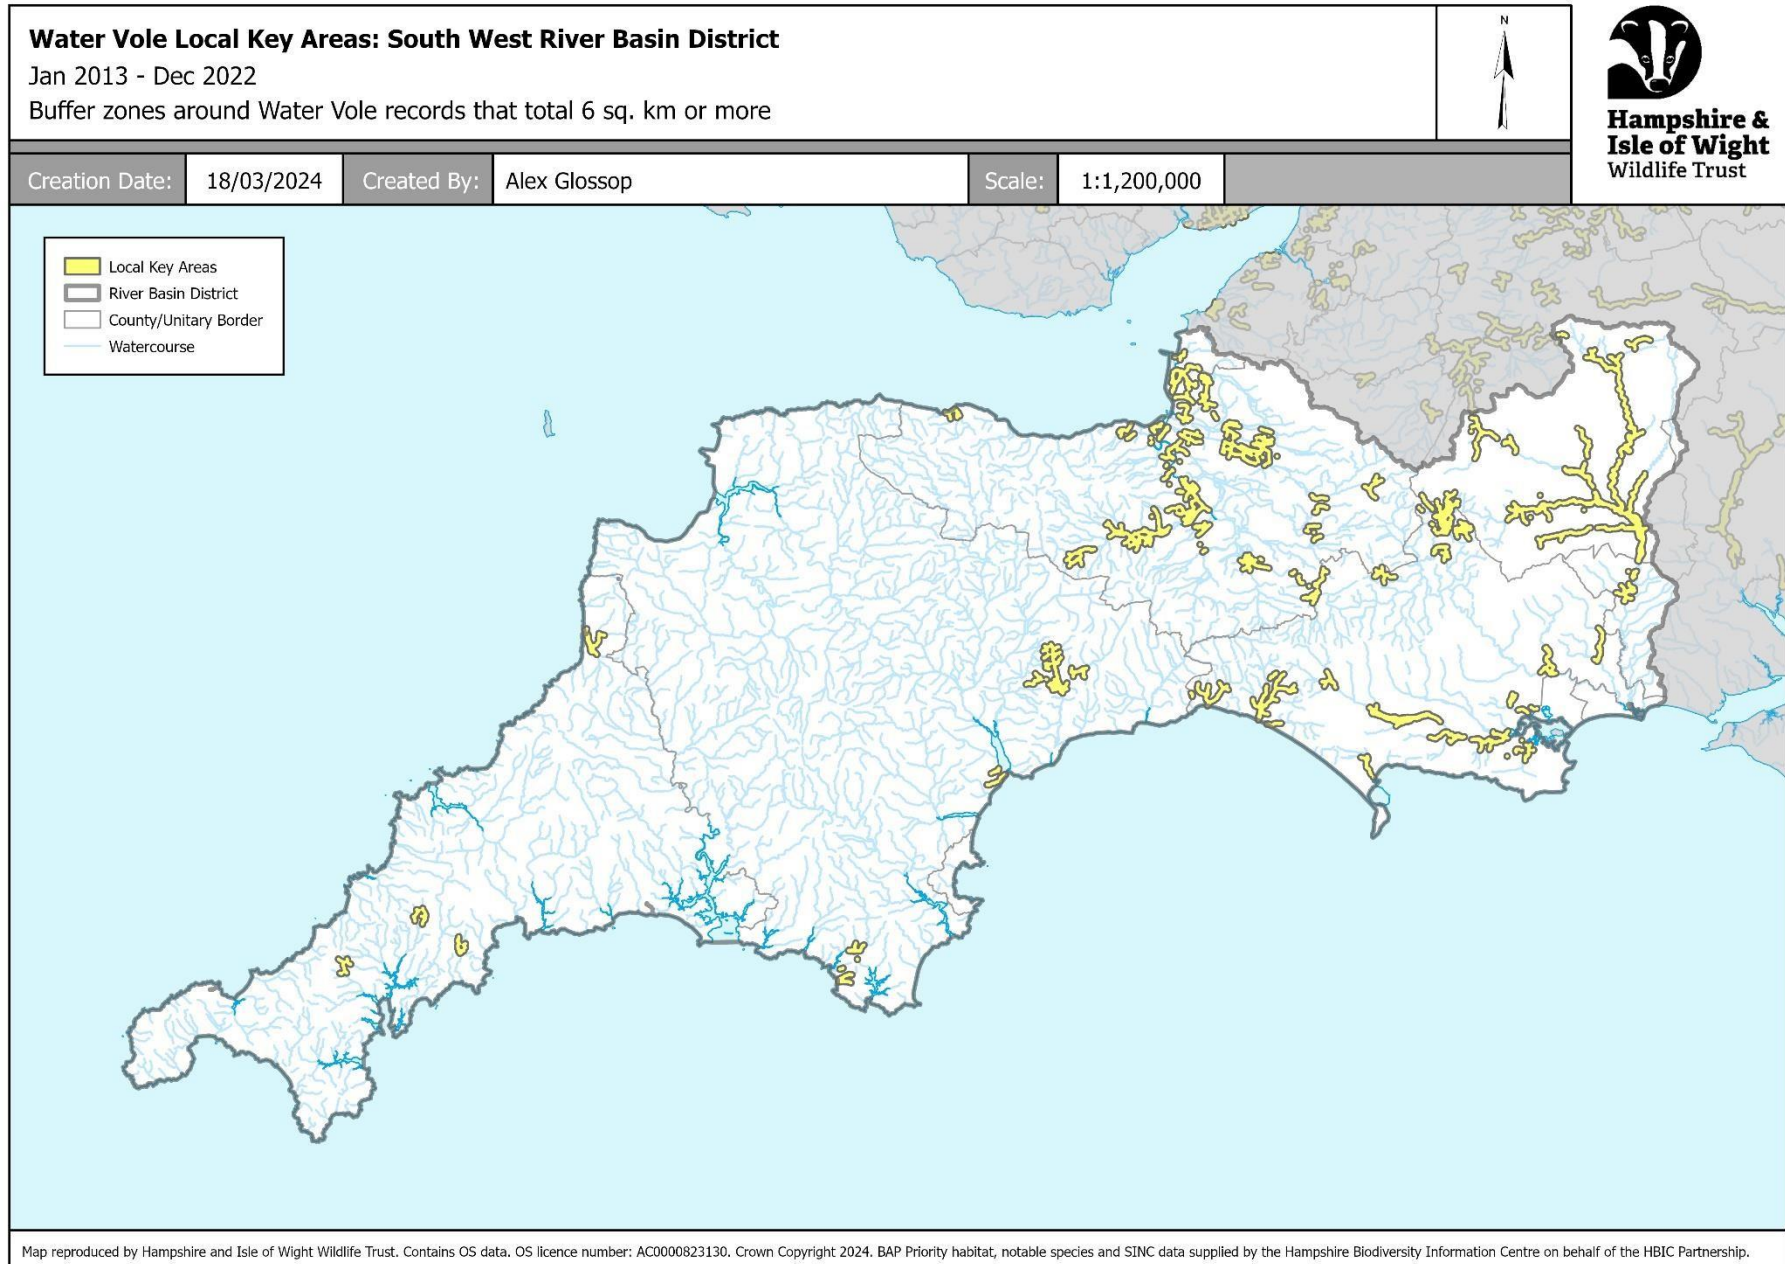 Water Vole Local Key Areas: South West River Basin District
Jan 2013 - Dec 2022
Buffer zones around Water Vole records that total 6 sq. km or more
N
Hampshire &
Isle of Wight
Wildlife Trust
Creation Date: 18/03/2024 Created By: Alex Glossop Scale: 1:1,200,000
Local Key Areas
River Basin District
County/Unitary Border
Watercourse
Map reproduced by Hampshire and Isle of Wight Wildlife Trust. Contains OS data. OS licence number: AC0000823130. Crown Copyright 2024. BAP Priority habitat, notable species and SINC data supplied by the Hampshire Biodiversity Information Centre on behalf of the HBIC Partnership.